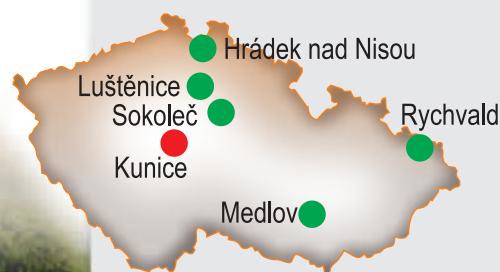 Hrádek nad Nisou
Luštěnice
Sokoleč
Rychvald
Kunice
Medlov